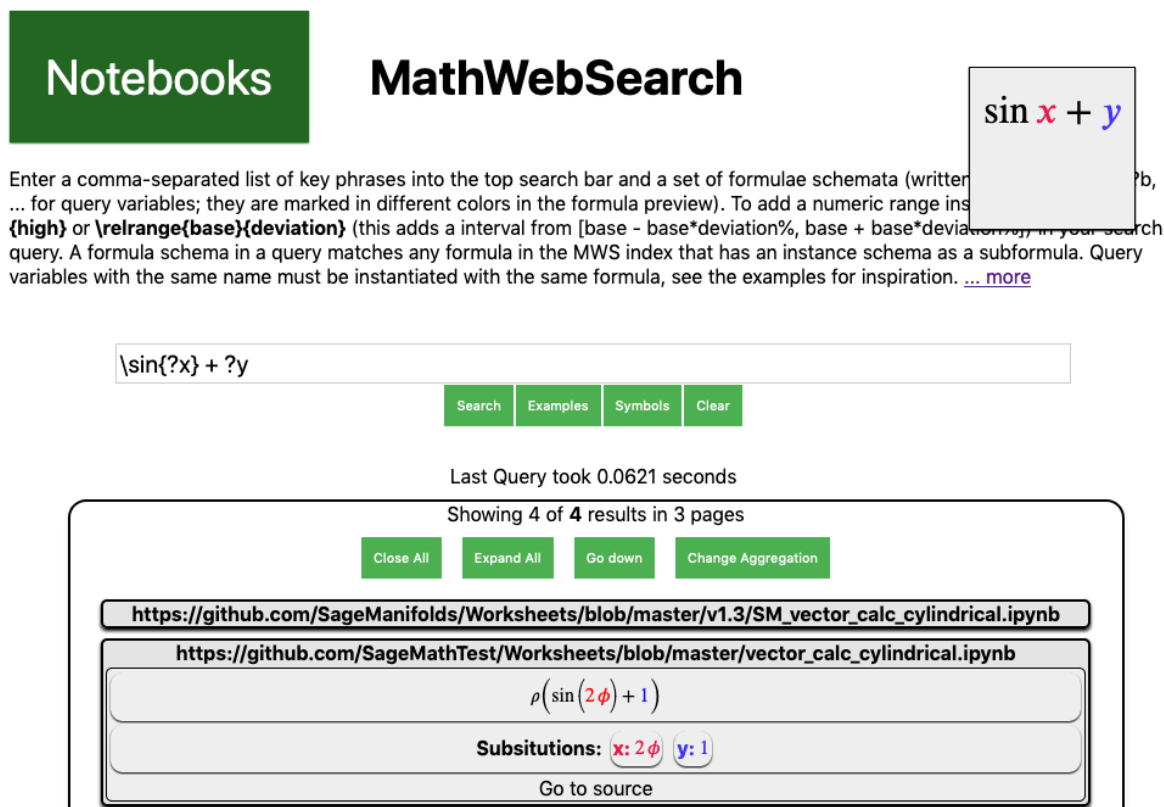 Notebooks
MathWebSearch
sin x + y
Enter a comma-separated list of key phrases into the top search bar and a set of formulae schemata (written ?b,
... for query variables; they are marked in different colors in the formula preview). To add a numeric range ins
{high} or \relrange{base}{deviation} (this adds a interval from [base - base*deviation%, base + base*deviation%]) in your search
query. A formula schema in a query matches any formula in the MWS index that has an instance schema as a subformula. Query
variables with the same name must be instantiated with the same formula, see the examples for inspiration. ... more
\sin{?x} + ?y
Search Examples Symbols Clear
Last Query took 0.0621 seconds
Showing 4 of 4 results in 3 pages
Close All Expand All Go down Change Aggregation
https://github.com/SageManifolds/Worksheets/blob/master/v1.3/SM_vector_calc_cylindrical.ipynb
https://github.com/SageMathTest/Worksheets/blob/master/vector_calc_cylindrical.ipynb
ρ(sin(2ϕ) + 1)
Subsitutions: x: 2ϕ y: 1
Go to source